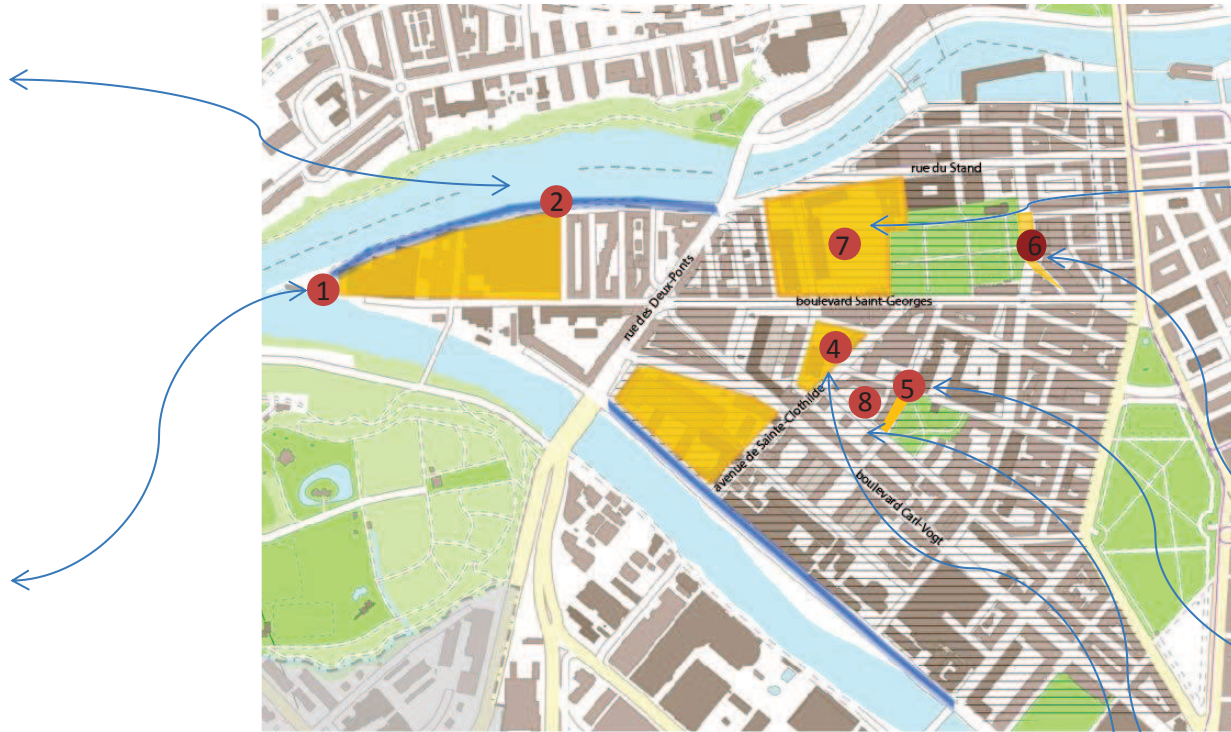 rue du Stand
2
7
6
1
rue des Deux-Ponts
boulevard Saint-Georges
4
5
8
avenue de Sainte-Clothilde
boulevard Carl-Vogt